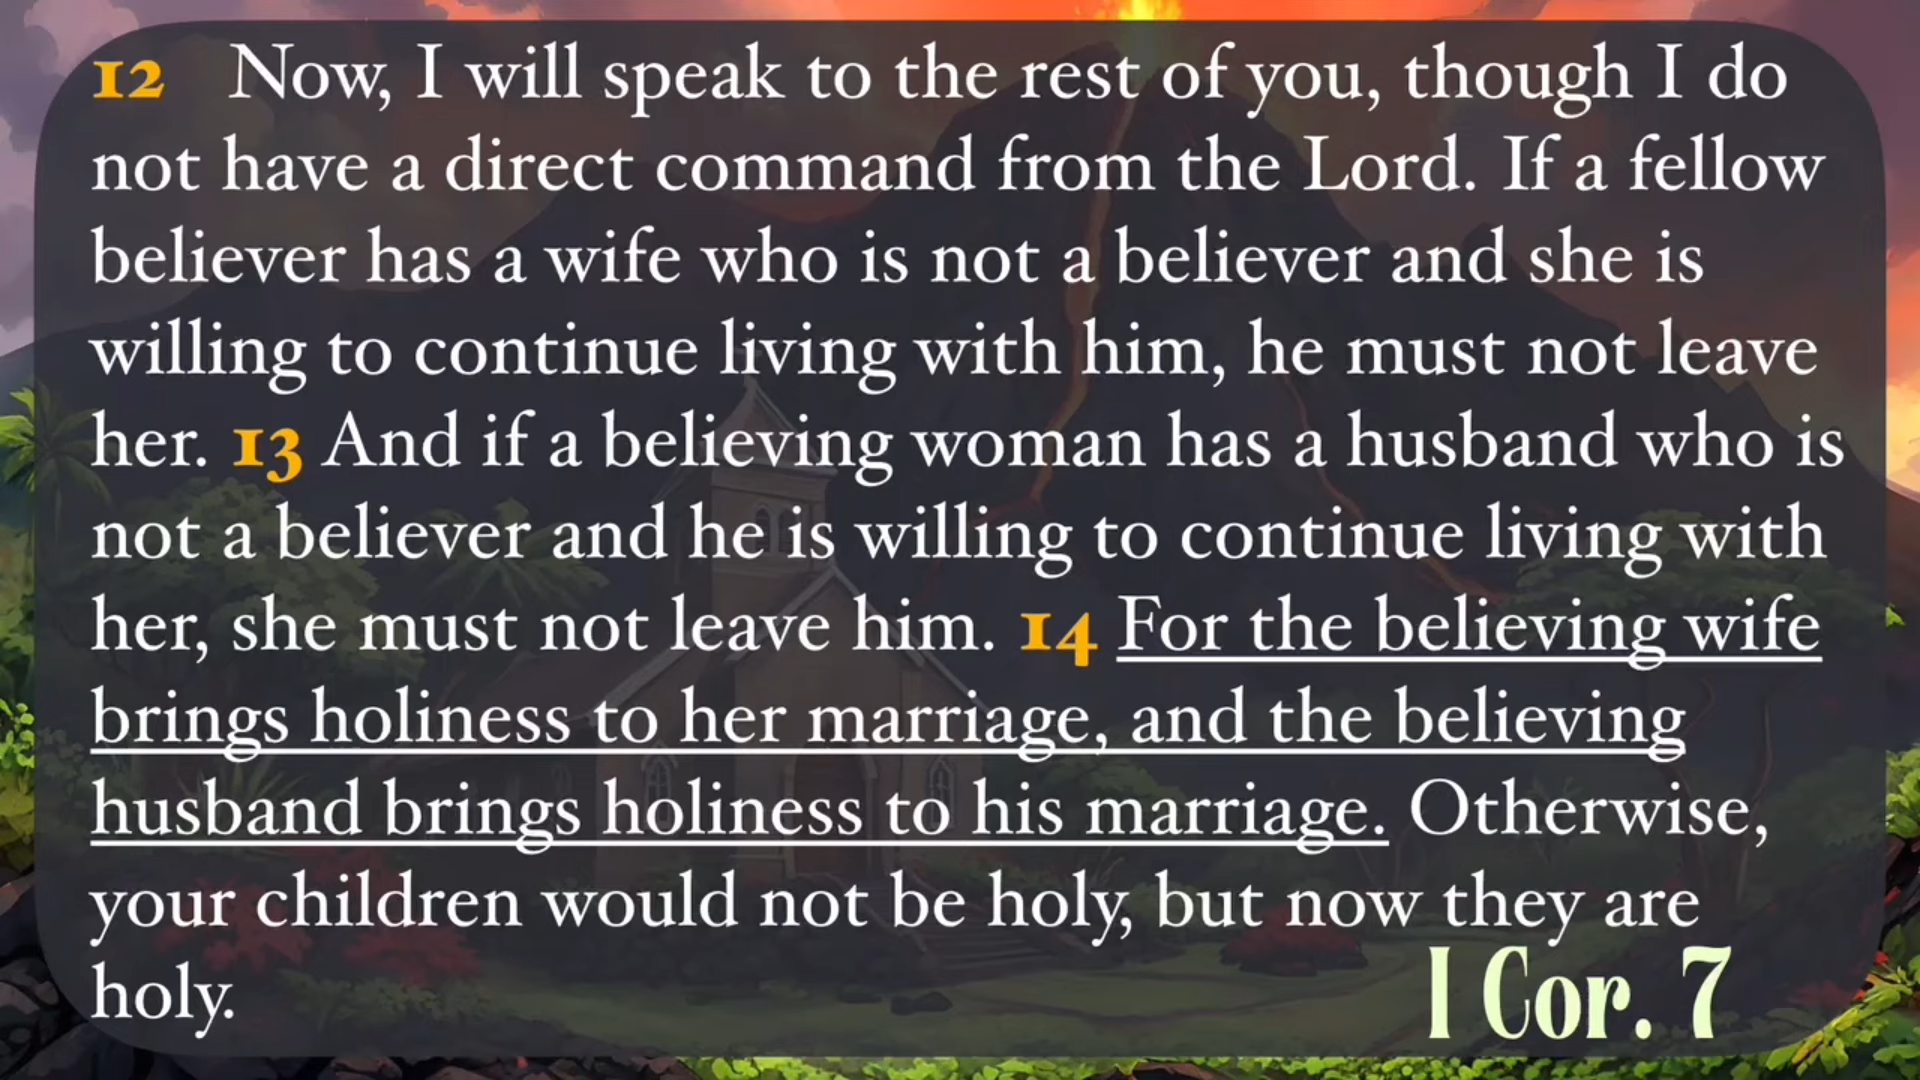 12 Now, I will speak to the rest of you, though I do
not have a direct command from the Lord. If a fellow
believer has a wife who is not a believer and she is
willing to continue living with him, he must not leave
her. 13 And if a believing woman has a husband who is
not a believer and he is willing to continue living with
her, she must not leave him. 14 For the believing wife
brings holiness to her marriage, and the believing
husband brings holiness to his marriage. Otherwise,
your children would not be holy, but now they are
holy.
I Cor. 7